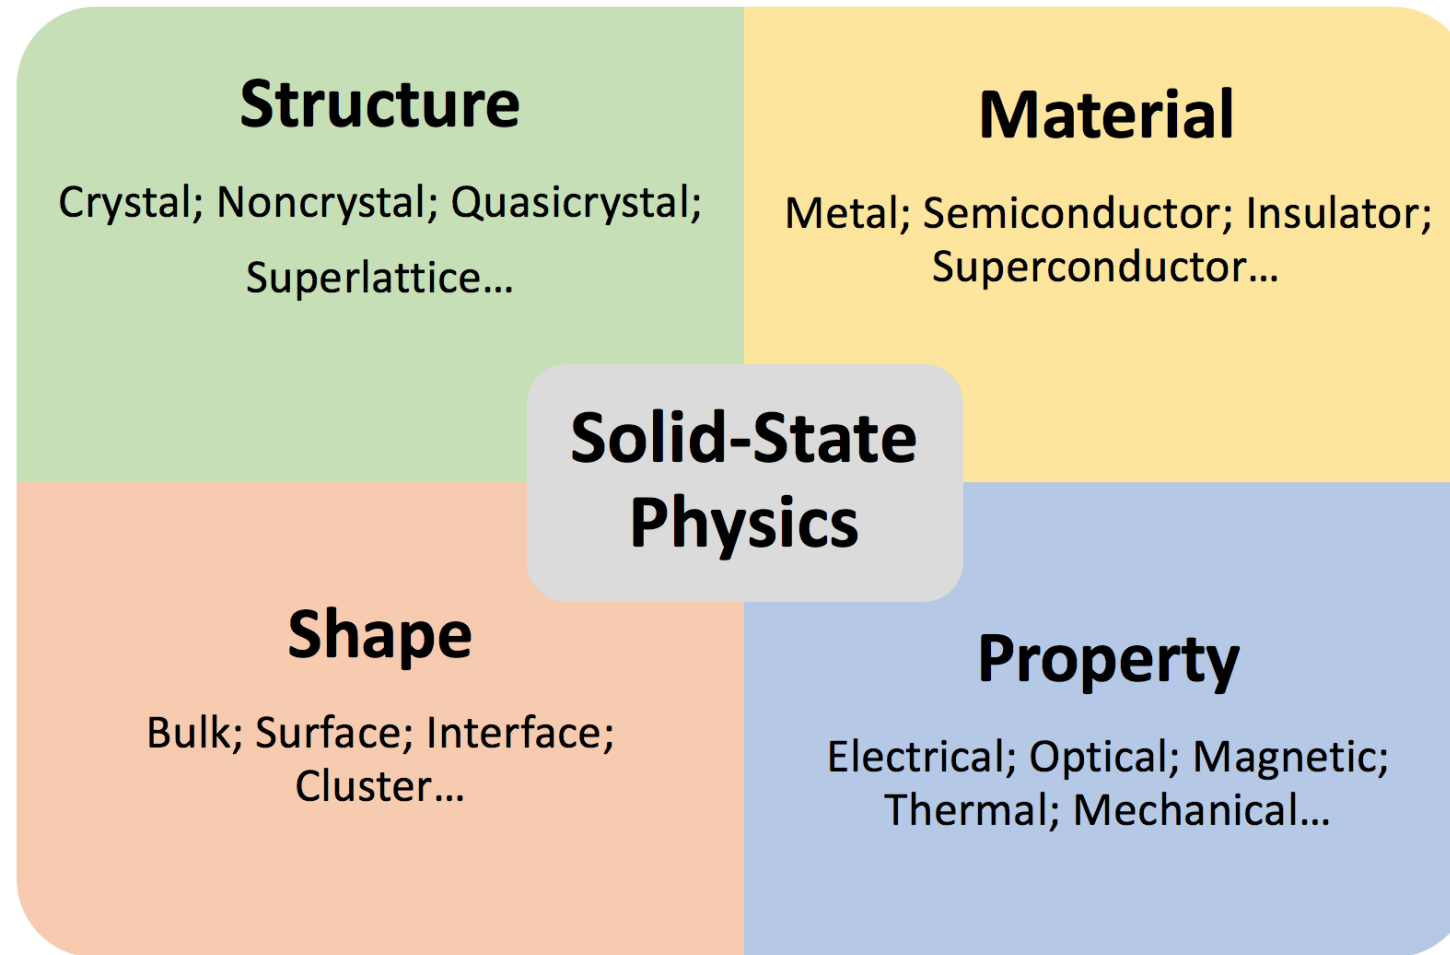 Structure
Crystal; Noncrystal; Quasicrystal;
Superlattice...
Material
Metal; Semiconductor; Insulator;
Superconductor...
Solid-State
Physics
Shape
Bulk; Surface; Interface;
Cluster...
Property
Electrical; Optical; Magnetic;
Thermal; Mechanical...